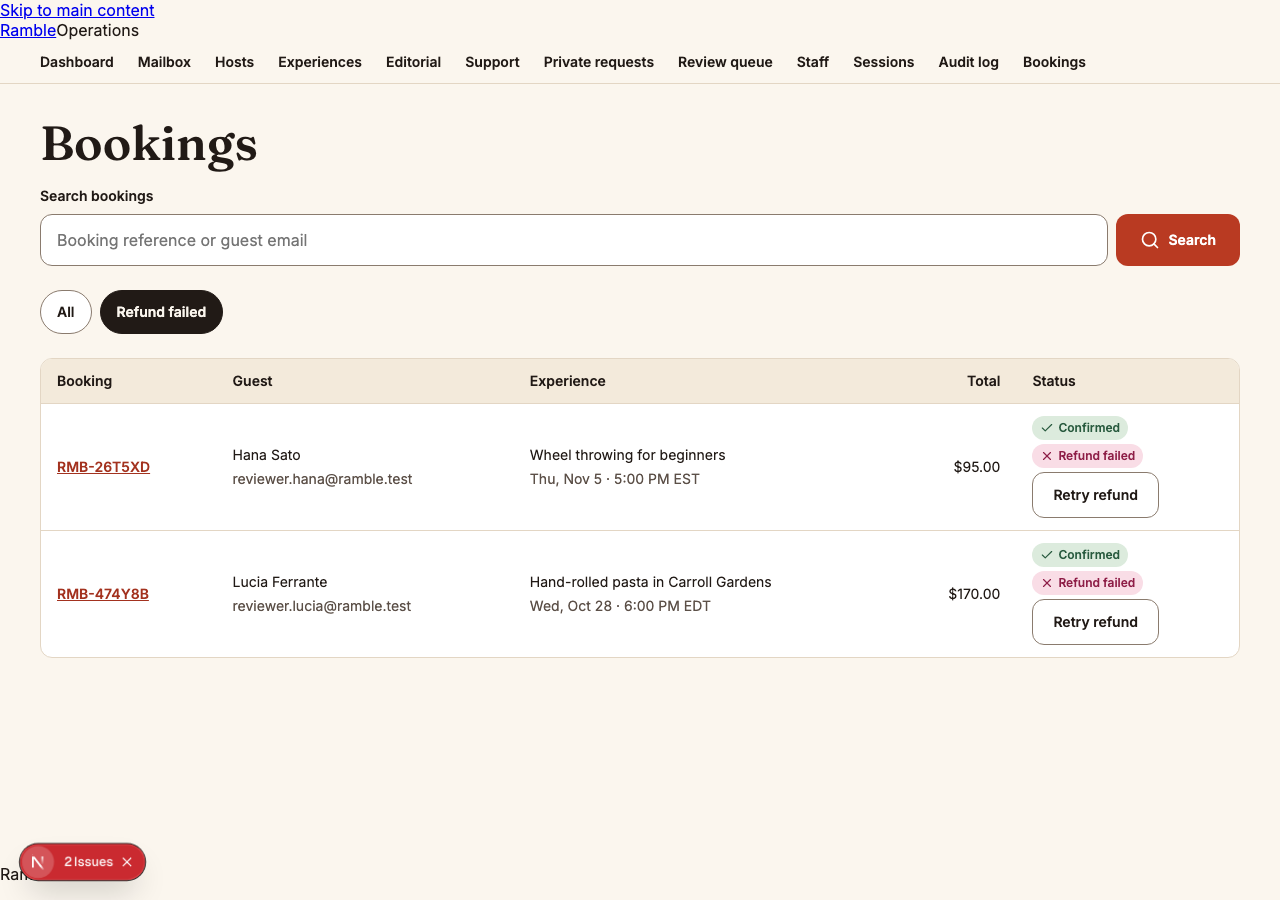 Skip to main content
RambleOperations
Dashboard Mailbox Hosts Experiences Editorial Support Private requests Review queue Staff Sessions Audit log Bookings
Bookings
Search bookings
Booking reference or guest email
Search
All Refund failed
Booking Guest Experience Total Status
RMB-26T5XD
Hana Sato
reviewer.hana@ramble.test
Wheel throwing for beginners
Thu, Nov 5 · 5:00 PM EST
$95.00
Confirmed
Refund failed
Retry refund
RMB-474Y8B
Lucia Ferrante
reviewer.lucia@ramble.test
Hand-rolled pasta in Carroll Gardens
Wed, Oct 28 · 6:00 PM EDT
$170.00
Confirmed
Refund failed
Retry refund
N 2 Issues